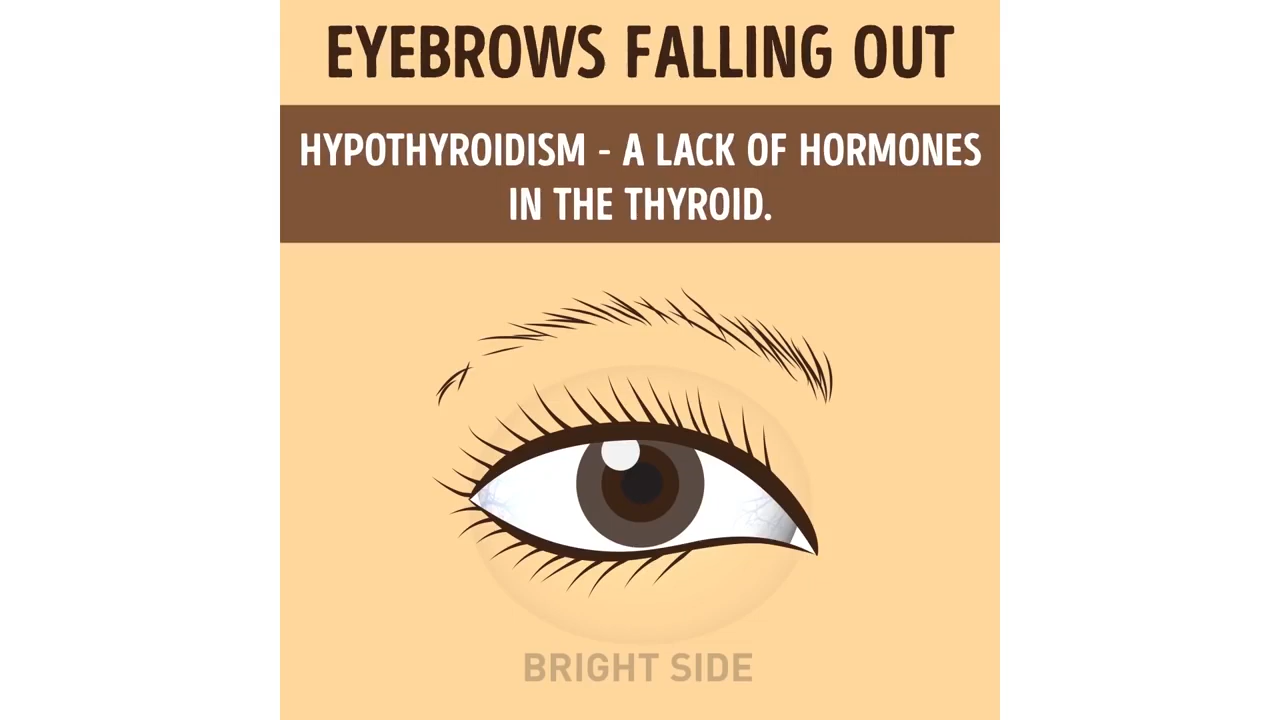 EYEBROWS FALLING OUT
HYPOTHYROIDISM - A LACK OF HORMONES
IN THE THYROID.
BRIGHT SIDE